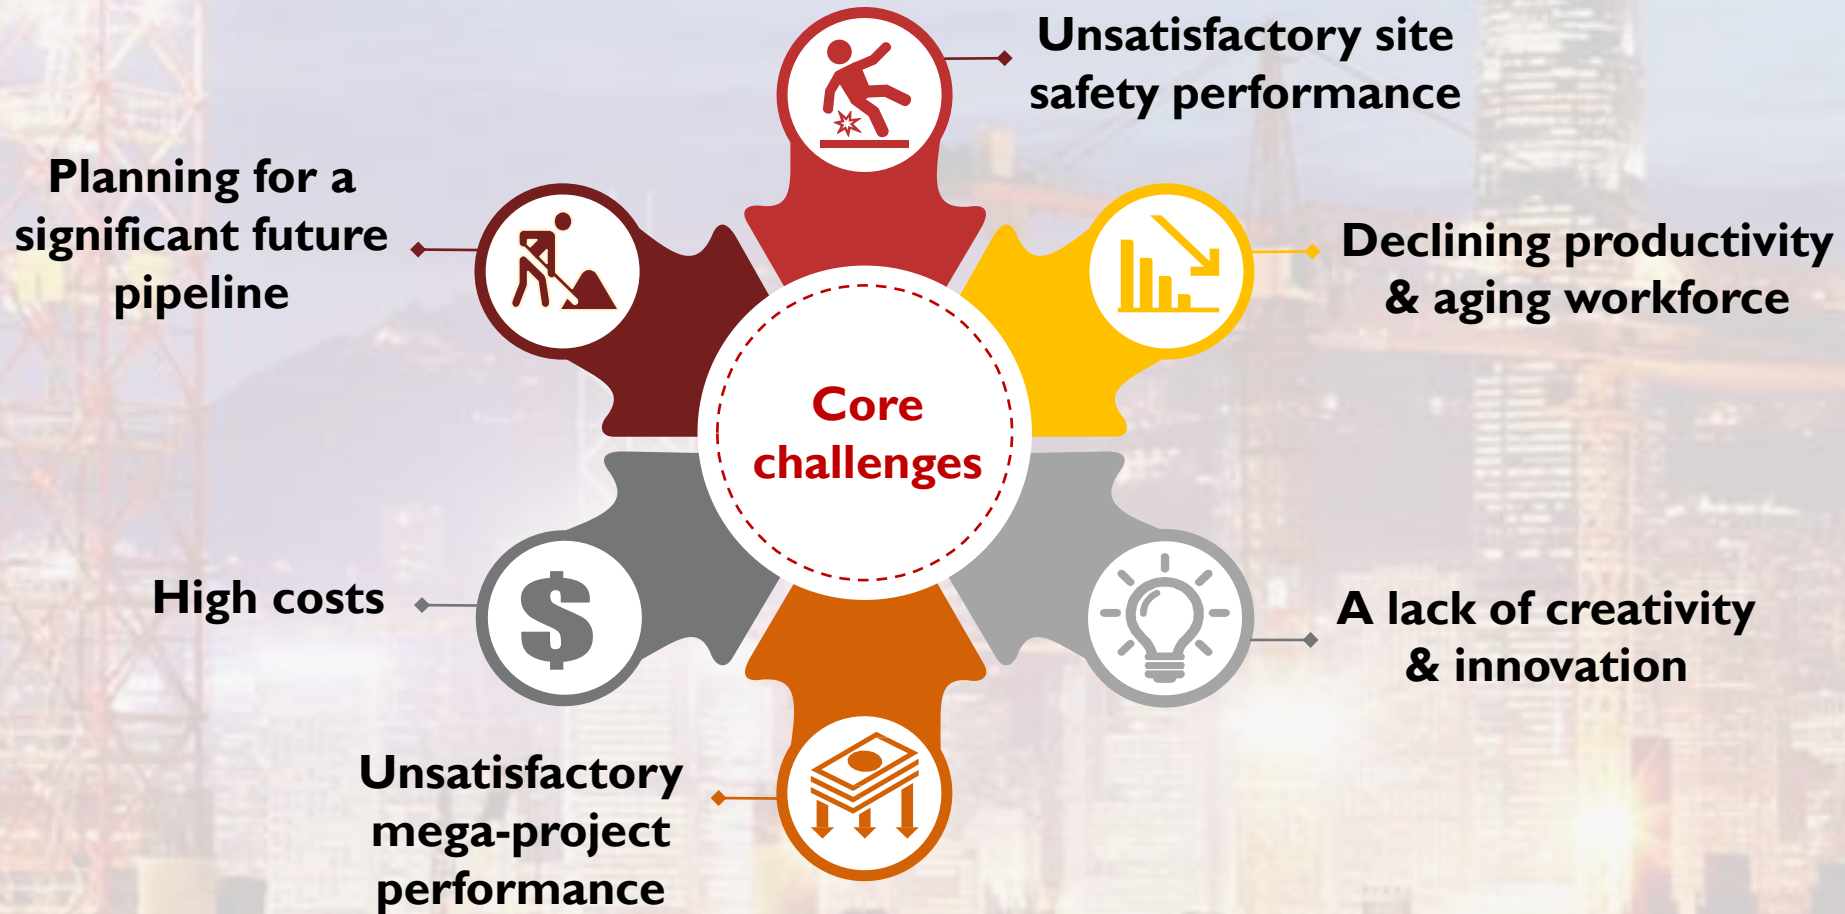 Unsatisfactory site
safety performance
Planning for a
significant future
pipeline
Declining productivity
& aging workforce
Core
challenges
High costs
A lack of creativity
& innovation
Unsatisfactory
mega-project
performance
$